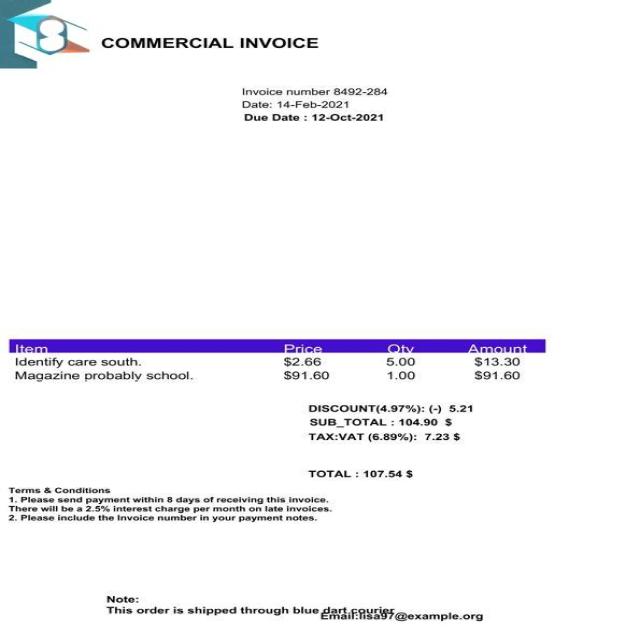 8
COMMERCIAL INVOICE
Invoice number 8492-284
Date: 14-Feb-2021
Due Date : 12-Oct-2021
Item Price Qty Amount
Identify care south. $2.66 5.00 $13.30
Magazine probably school. $91.60 1.00 $91.60
DISCOUNT(4.97%): (-) 5.21
SUB_TOTAL : 104.90 $
TAX:VAT (6.89%): 7.23 $
TOTAL : 107.54 $
Terms & Conditions
1. Please send payment within 8 days of receiving this invoice.
There will be a 2.5% interest charge per month on late invoices.
2. Please include the Invoice number in your payment notes.
Note:
This order is shipped through blue dart courier
Email:lisa97@example.org